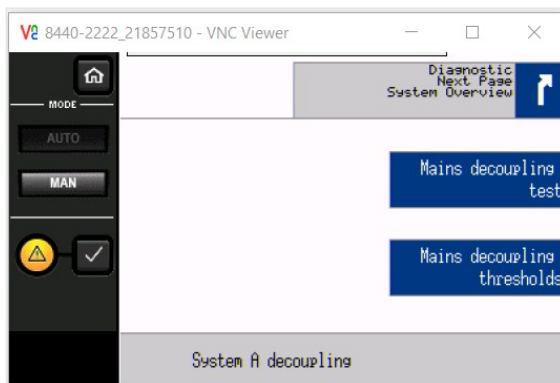 8440-2222_21857510 - VNC Viewer
Diagnostic
Next Page
System Overview
MODE
AUTO
MAN
Mains decoupling
test
Mains decoupling
thresholds
System A decoupling